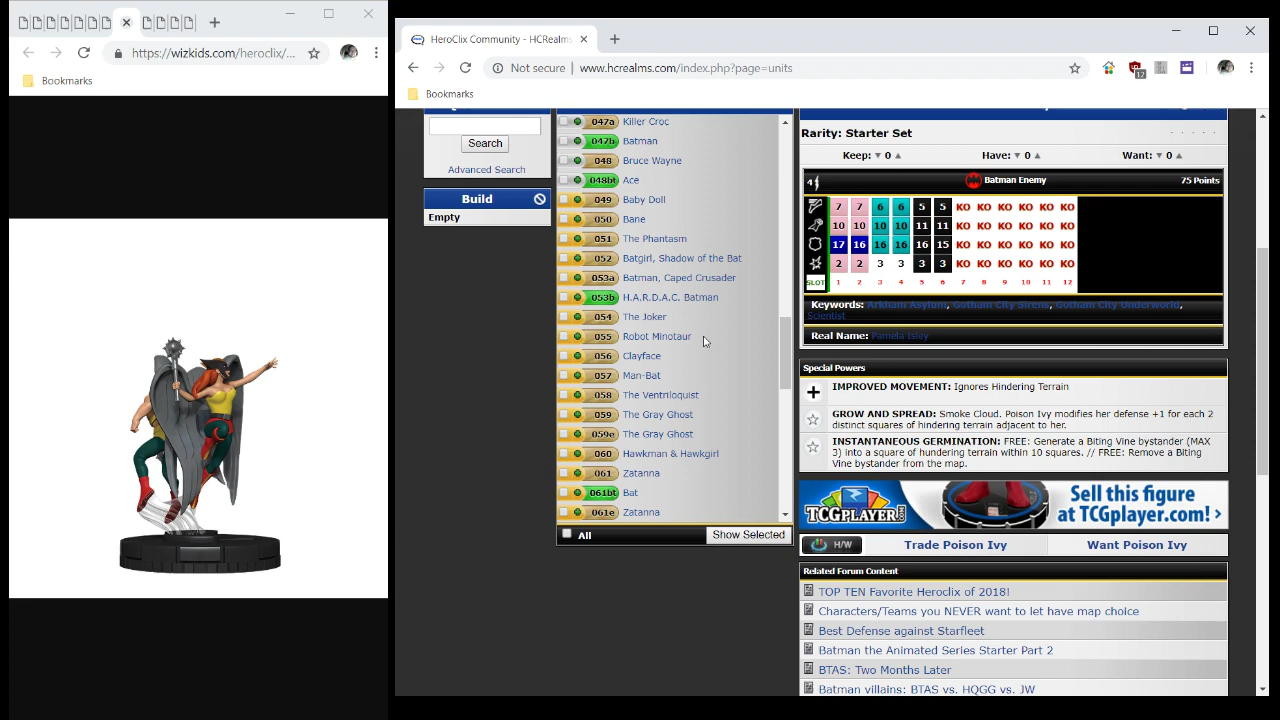 https://wizkids.com/heroclix/...
Bookmarks
HeroClix Community - HCRealms
Not secure
www.hcrealms.com/index.php?page=units
12
Bookmarks
Search
Advanced Search
Build
Empty
047a Killer Croc
047b Batman
048 Bruce Wayne
048bt Ace
049 Baby Doll
050 Bane
051 The Phantasm
052 Batgirl, Shadow of the Bat
053a Batman, Caped Crusader
053b H.A.R.D.A.C. Batman
054 The Joker
055 Robot Minotaur
056 Clayface
057 Man-Bat
058 The Ventriloquist
059 The Gray Ghost
059e The Gray Ghost
060 Hawkman & Hawkgirl
061 Zatanna
061bt Bat
061e Zatanna
All
Show Selected
Rarity: Starter Set
Keep: ▼ 0 ▲ Have: ▼ 0 ▲ Want: ▼ 0 ▲
4 Batman Enemy 75 Points
7 7 6 6 5 5 KO KO KO KO KO KO
10 10 10 10 11 11 KO KO KO KO KO KO
17 16 16 16 16 15 KO KO KO KO KO KO
2 2 3 3 3 3 KO KO KO KO KO KO
SLOT 1 2 3 4 5 6 7 8 9 10 11 12
Keywords: Arkham Asylum, Gotham City Sirens, Gotham City Underworld,
Scientist
Real Name: Pamela Isley
Special Powers
IMPROVED MOVEMENT: Ignores Hindering Terrain
GROW AND SPREAD: Smoke Cloud. Poison Ivy modifies her defense +1 for each 2
distinct squares of hindering terrain adjacent to her.
INSTANTANEOUS GERMINATION: FREE: Generate a Biting Vine bystander (MAX
3) into a square of hindering terrain within 10 squares. // FREE: Remove a Biting
Vine bystander from the map.
TCGPLAYER.COM
Sell this figure
at TCGplayer.com! ›
H/W
Trade Poison Ivy
Want Poison Ivy
Related Forum Content
TOP TEN Favorite Heroclix of 2018!
Characters/Teams you NEVER want to let have map choice
Best Defense against Starfleet
Batman the Animated Series Starter Part 2
BTAS: Two Months Later
Batman villains: BTAS vs. HQGG vs. JW